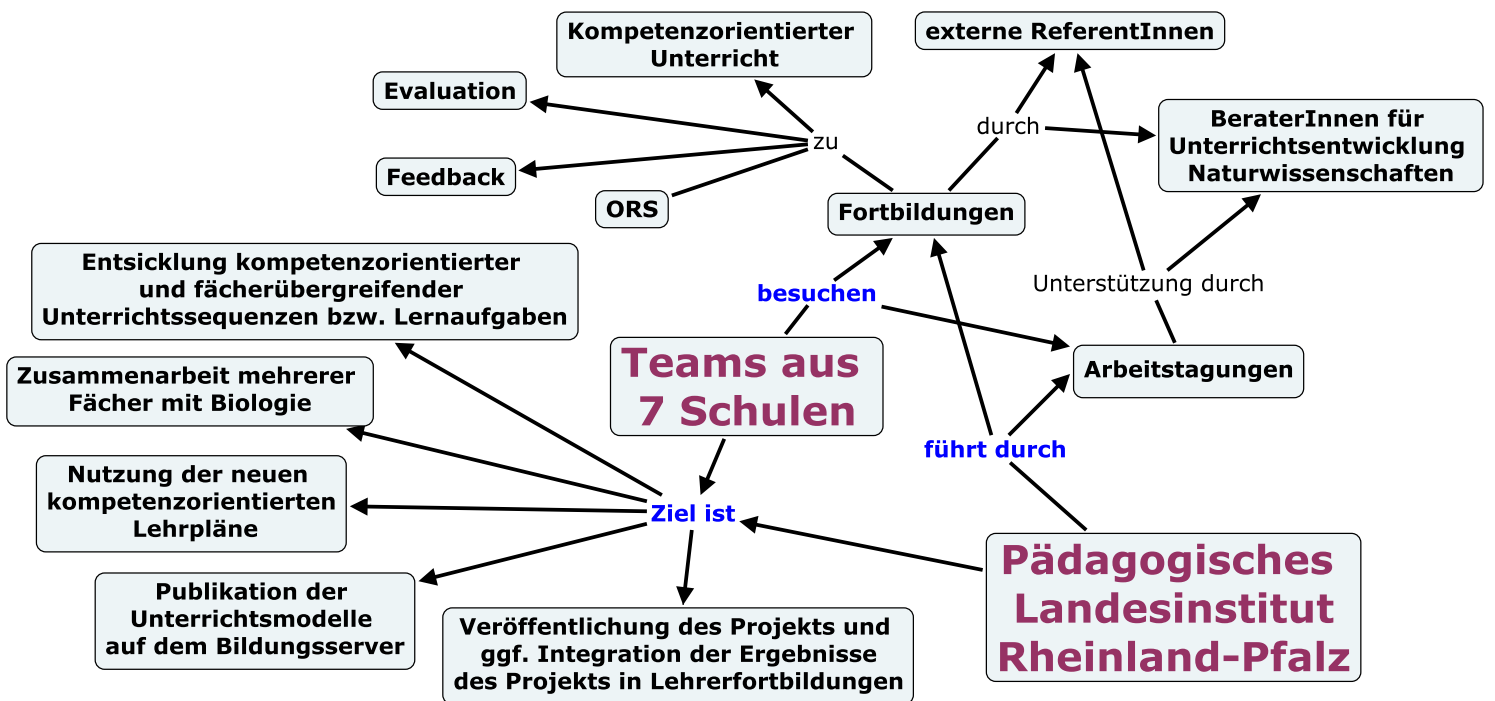 Kompetenzorientierter
Unterricht
externe ReferentInnen
Evaluation
BeraterInnen für
Unterrichtsentwicklung
Naturwissenschaften
durch
zu
Feedback
ORS
Fortbildungen
Entsicklung kompetenzorientierter
und fächerübergreifender
Unterrichtssequenzen bzw. Lernaufgaben
besuchen
Unterstützung durch
Teams aus
7 Schulen
Arbeitstagungen
Zusammenarbeit mehrerer
Fächer mit Biologie
führt durch
Nutzung der neuen
kompetenzorientierten
Lehrpläne
Ziel ist
Pädagogisches
Landesinstitut
Rheinland-Pfalz
Publikation der
Unterrichtsmodelle
auf dem Bildungsserver
Veröffentlichung des Projekts und
ggf. Integration der Ergebnisse
des Projekts in Lehrerfortbildungen